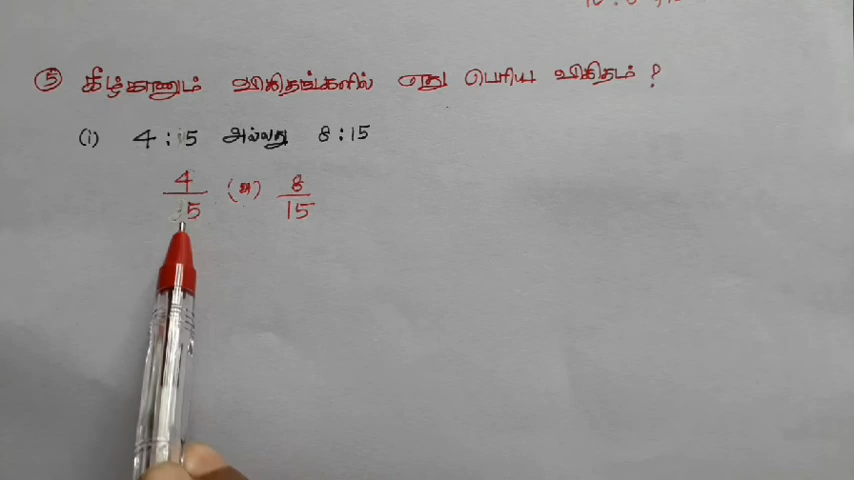 ⑤ கீழ்காணும் விகிதங்களில் எது பெரிய விகிதம் ?
(i) 4 : 5 அல்லது 8 : 15
4/5 (அ) 8/15